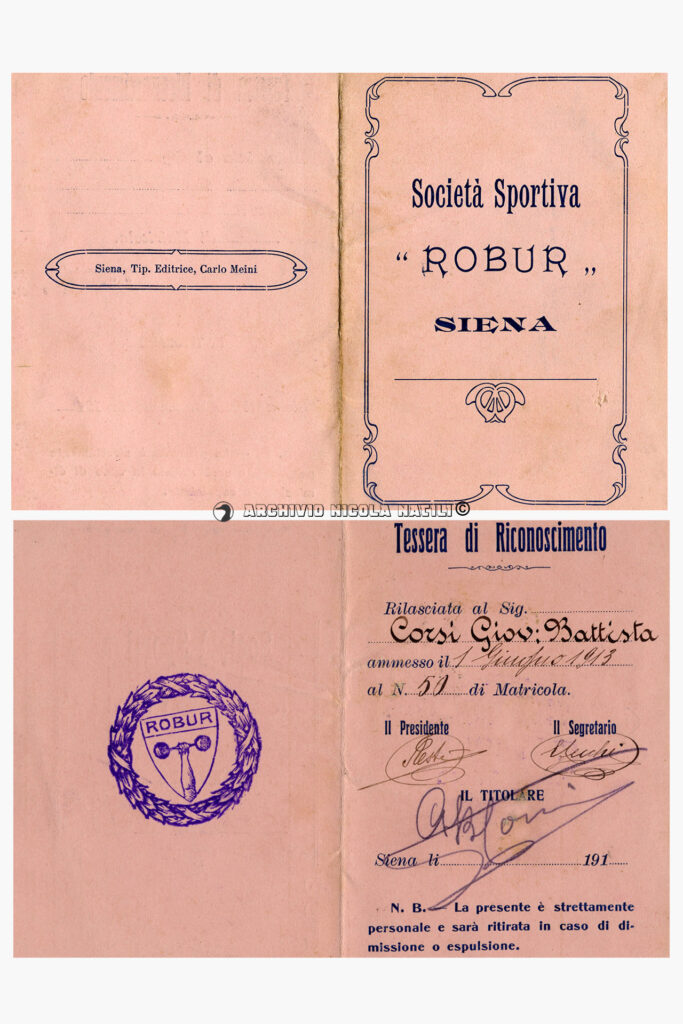 Siena, Tip. Editrice, Carlo Meini
Società Sportiva
“ ROBUR „
SIENA
ARCHIVIO NICOLA NATILI ©
Tessera di Riconoscimento
Rilasciata al Sig.
Corsi Giov: Battista
ammesso il 1 Giugno 1913
al N. 50 di Matricola.
Il Presidente Il Segretario
IL TITOLARE
Siena li 191
N. B. — La presente è strettamente
personale e sarà ritirata in caso di di-
missione o espulsione.
ROBUR